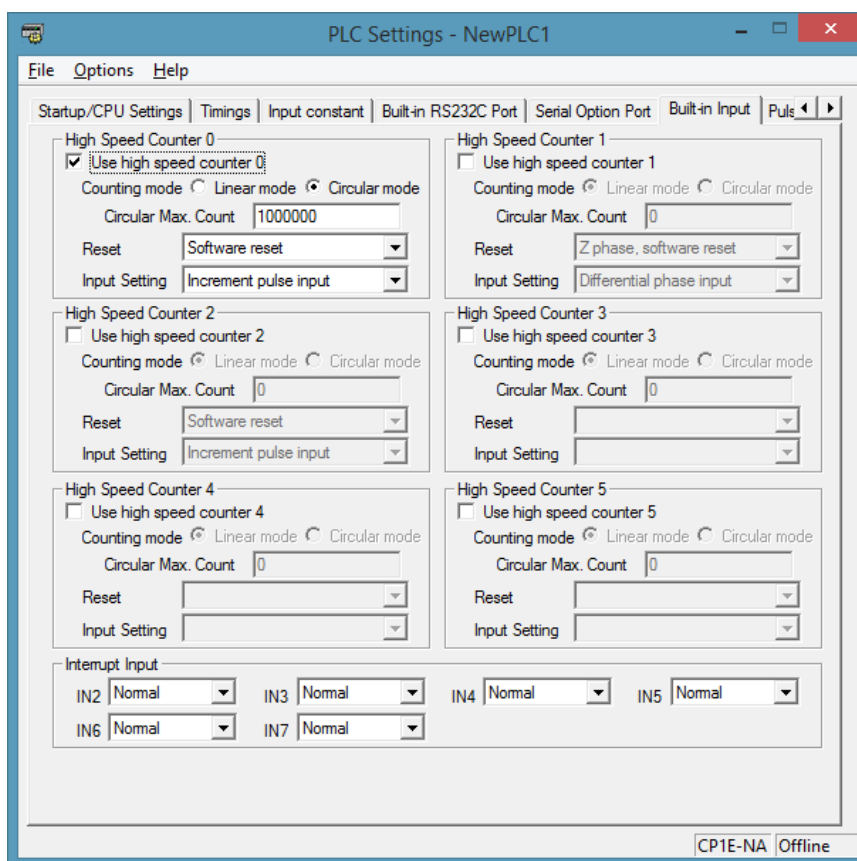 PLC Settings - NewPLC1
File Options Help
Startup/CPU Settings Timings Input constant Built-in RS232C Port Serial Option Port Built-in Input Puls
High Speed Counter 0
Use high speed counter 0
Counting mode Linear mode Circular mode
Circular Max. Count 1000000
Reset Software reset
Input Setting Increment pulse input
High Speed Counter 1
Use high speed counter 1
Counting mode Linear mode Circular mode
Circular Max. Count 0
Reset Z phase, software reset
Input Setting Differential phase input
High Speed Counter 2
Use high speed counter 2
Counting mode Linear mode Circular mode
Circular Max. Count 0
Reset Software reset
Input Setting Increment pulse input
High Speed Counter 3
Use high speed counter 3
Counting mode Linear mode Circular mode
Circular Max. Count 0
Reset
Input Setting
High Speed Counter 4
Use high speed counter 4
Counting mode Linear mode Circular mode
Circular Max. Count 0
Reset
Input Setting
High Speed Counter 5
Use high speed counter 5
Counting mode Linear mode Circular mode
Circular Max. Count 0
Reset
Input Setting
Interrupt Input
IN2 Normal IN3 Normal IN4 Normal IN5 Normal
IN6 Normal IN7 Normal
CP1E-NA Offline